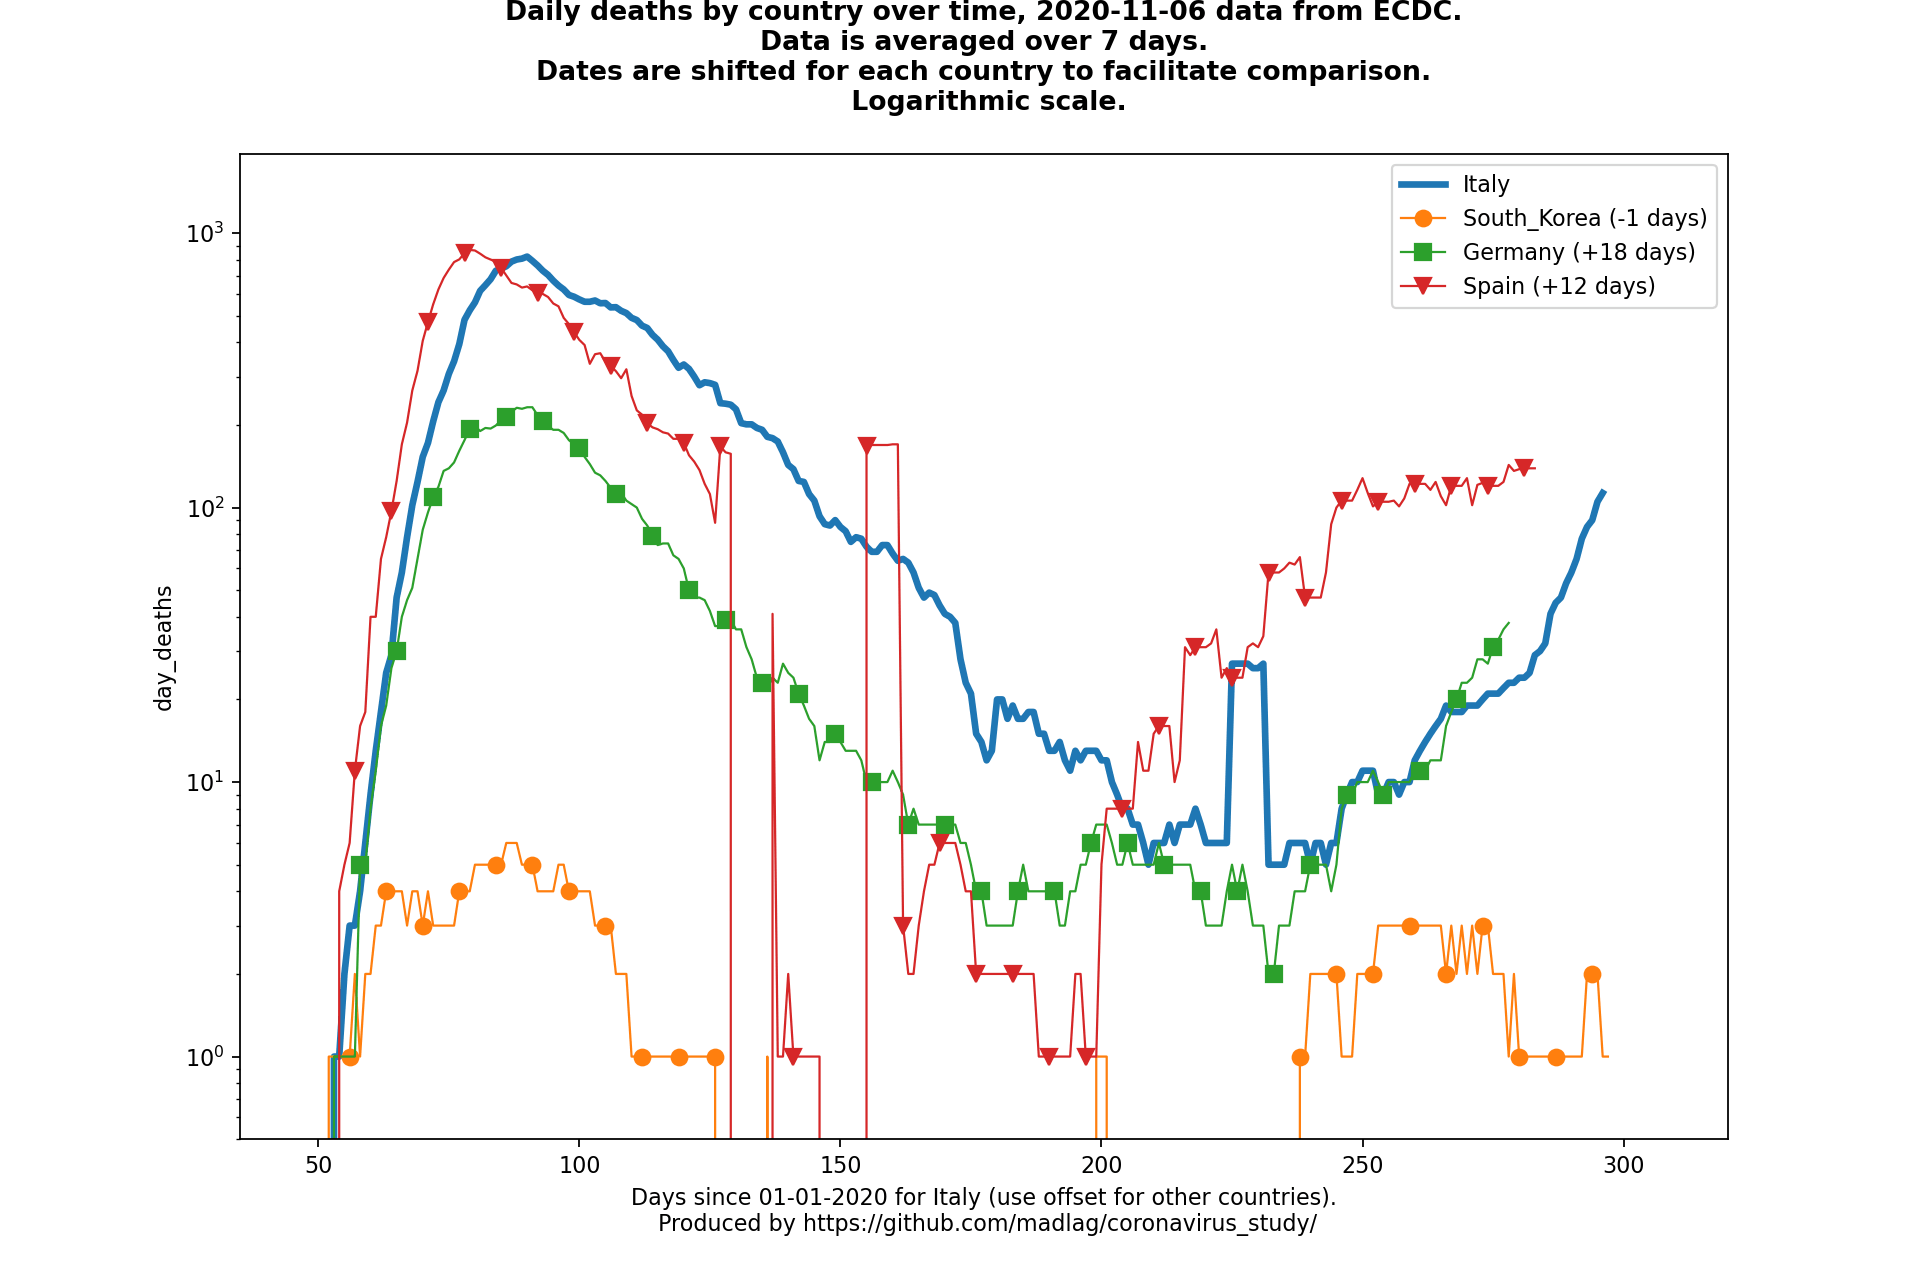 Daily deaths by country over time, 2020-11-06 data from ECDC.
Data is averaged over 7 days.
Dates are shifted for each country to facilitate comparison.
Logarithmic scale.
Italy
South_Korea (-1 days)
Germany (+18 days)
Spain (+12 days)
10³
10²
10¹
10⁰
day_deaths
50 100 150 200 250 300
Days since 01-01-2020 for Italy (use offset for other countries).
Produced by https://github.com/madlag/coronavirus_study/